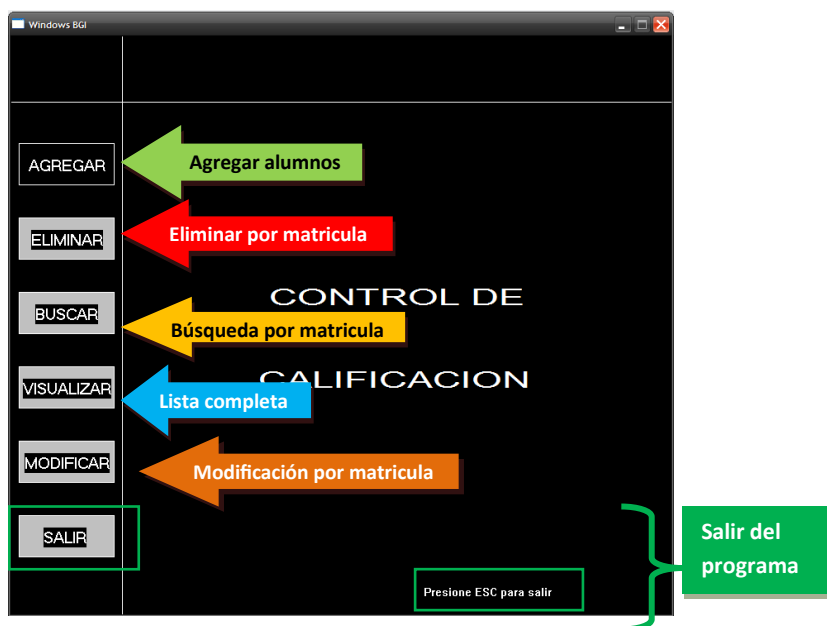 Windows BGI
AGREGAR
Agregar alumnos
ELIMINAR
Eliminar por matricula
CONTROL DE
BUSCAR
Búsqueda por matricula
CALIFICACION
VISUALIZAR
Lista completa
MODIFICAR
Modificación por matricula
SALIR
Salir del
programa
Presione ESC para salir